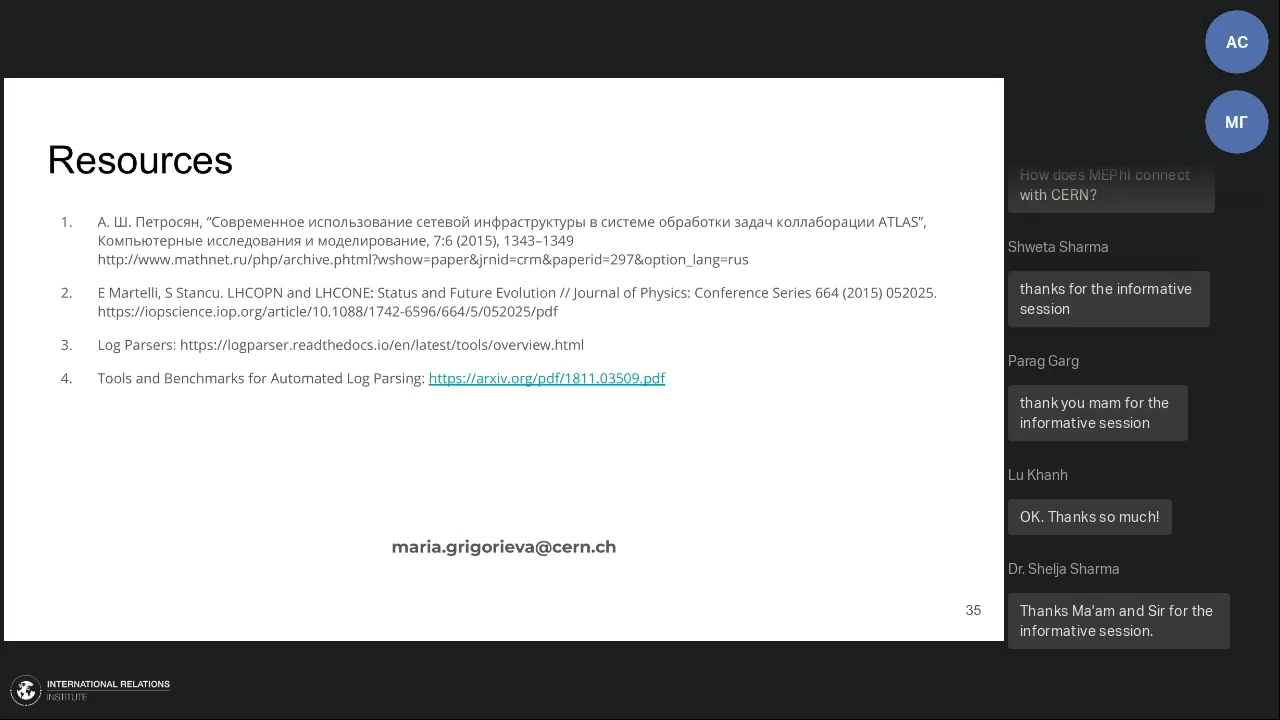 Resources
1. А. Ш. Петросян, “Современное использование сетевой инфраструктуры в системе обработки задач коллаборации ATLAS”,
Компьютерные исследования и моделирование, 7:6 (2015), 1343–1349
http://www.mathnet.ru/php/archive.phtml?wshow=paper&jrnid=crm&paperid=297&option_lang=rus
2. E Martelli, S Stancu. LHCOPN and LHCONE: Status and Future Evolution // Journal of Physics: Conference Series 664 (2015) 052025.
https://iopscience.iop.org/article/10.1088/1742-6596/664/5/052025/pdf
3. Log Parsers: https://logparser.readthedocs.io/en/latest/tools/overview.html
4. Tools and Benchmarks for Automated Log Parsing: https://arxiv.org/pdf/1811.03509.pdf
maria.grigorieva@cern.ch
35
АС
МГ
How does MEPhI connect
with CERN?
Shweta Sharma
thanks for the informative
session
Parag Garg
thank you mam for the
informative session
Lu Khanh
OK. Thanks so much!
Dr. Shelja Sharma
Thanks Ma'am and Sir for the
informative session.
INTERNATIONAL RELATIONS
INSTITUTE